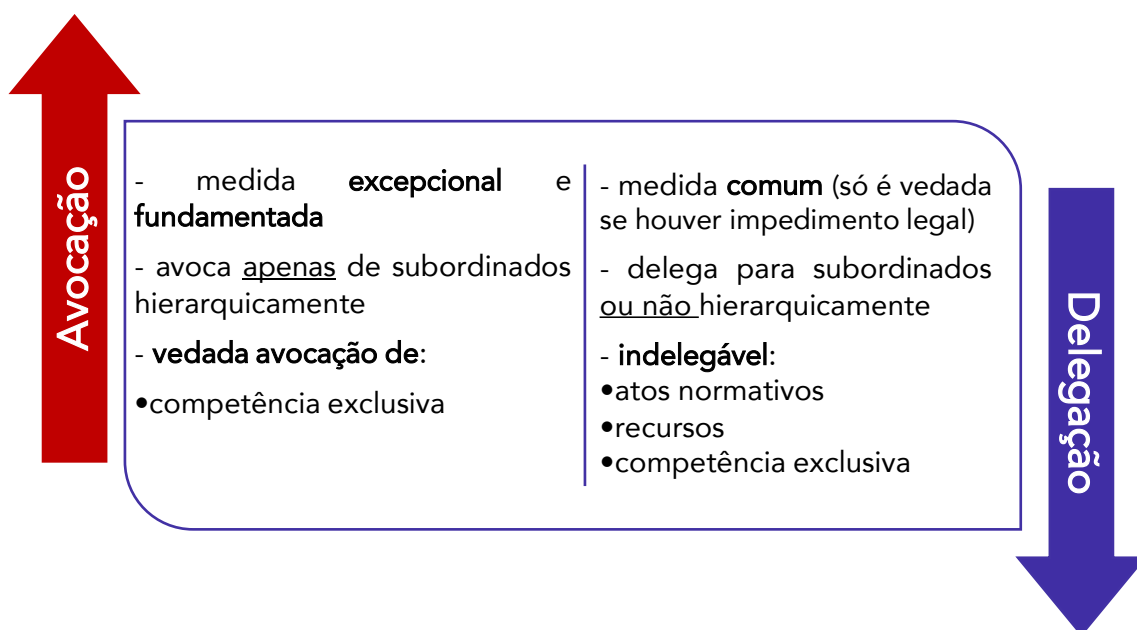 Avocação
- medida excepcional e
fundamentada
- avoca apenas de subordinados
hierarquicamente
- vedada avocação de:
•competência exclusiva
- medida comum (só é vedada
se houver impedimento legal)
- delega para subordinados
ou não hierarquicamente
- indelegável:
•atos normativos
•recursos
•competência exclusiva
Delegação